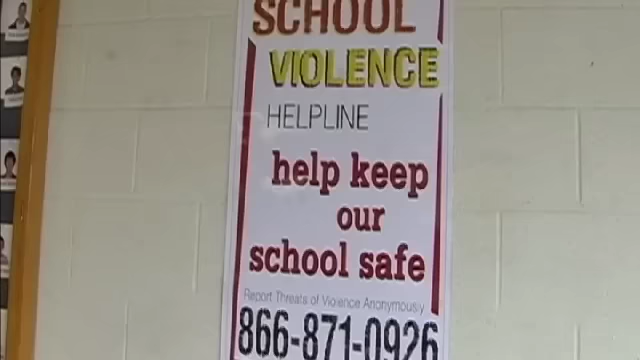 SCHOOL
VIOLENCE
HELPLINE
help keep
our
school safe
Report Threats of Violence Anonymously
866-871-0926